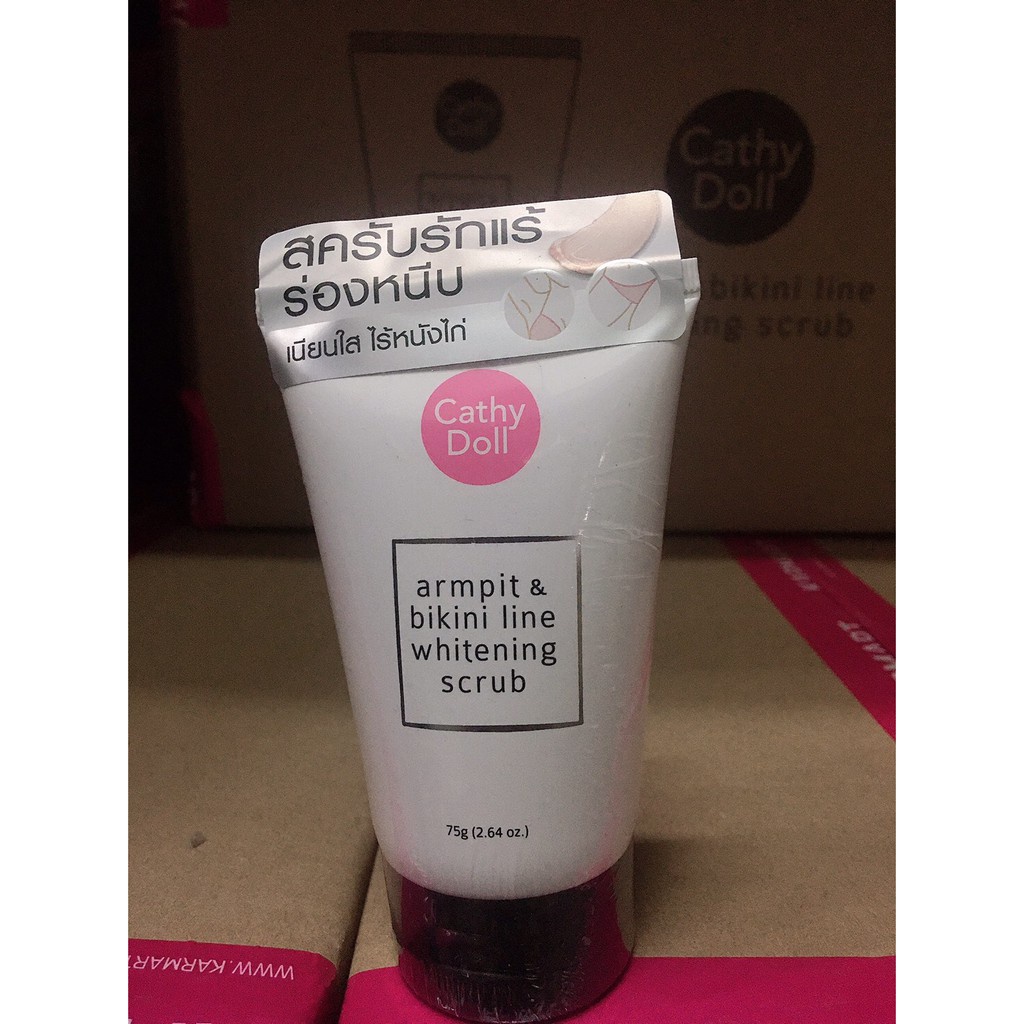 Cathy
Doll
Cathy
Doll
bikini line
scrub
สครับรักแร้
ร่องหนีบ
เนียนใส ไร้หนังไก่
Cathy
Doll
armpit &
bikini line
whitening
scrub
75g (2.64 oz.)
WWW.KARMART